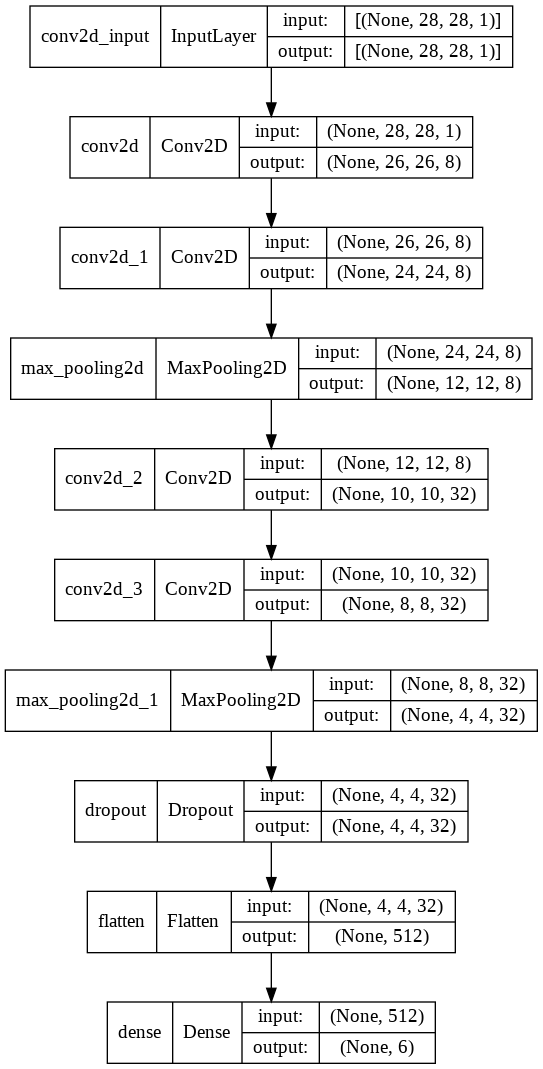 conv2d_input InputLayer input: [(None, 28, 28, 1)]
output: [(None, 28, 28, 1)]
conv2d Conv2D input: (None, 28, 28, 1)
output: (None, 26, 26, 8)
conv2d_1 Conv2D input: (None, 26, 26, 8)
output: (None, 24, 24, 8)
max_pooling2d MaxPooling2D input: (None, 24, 24, 8)
output: (None, 12, 12, 8)
conv2d_2 Conv2D input: (None, 12, 12, 8)
output: (None, 10, 10, 32)
conv2d_3 Conv2D input: (None, 10, 10, 32)
output: (None, 8, 8, 32)
max_pooling2d_1 MaxPooling2D input: (None, 8, 8, 32)
output: (None, 4, 4, 32)
dropout Dropout input: (None, 4, 4, 32)
output: (None, 4, 4, 32)
flatten Flatten input: (None, 4, 4, 32)
output: (None, 512)
dense Dense input: (None, 512)
output: (None, 6)